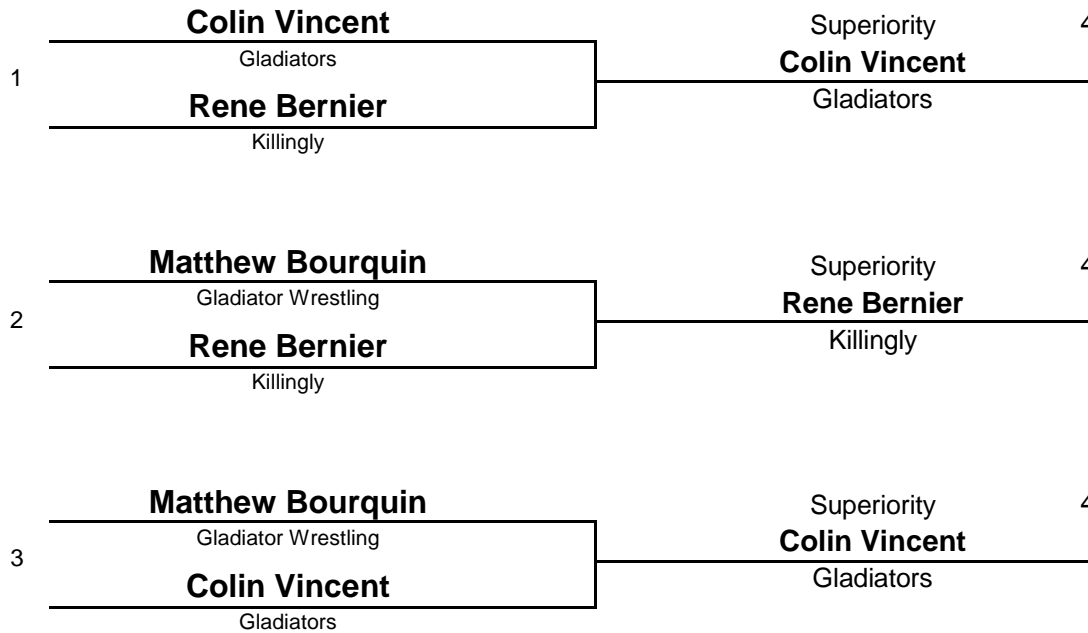 Colin Vincent
Superiority
Gladiators
1
Colin Vincent
Rene Bernier
Gladiators
Killingly
Matthew Bourquin
Superiority
Gladiator Wrestling
2
Rene Bernier
Rene Bernier
Killingly
Killingly
Matthew Bourquin
Superiority
Gladiator Wrestling
3
Colin Vincent
Colin Vincent
Gladiators
Gladiators